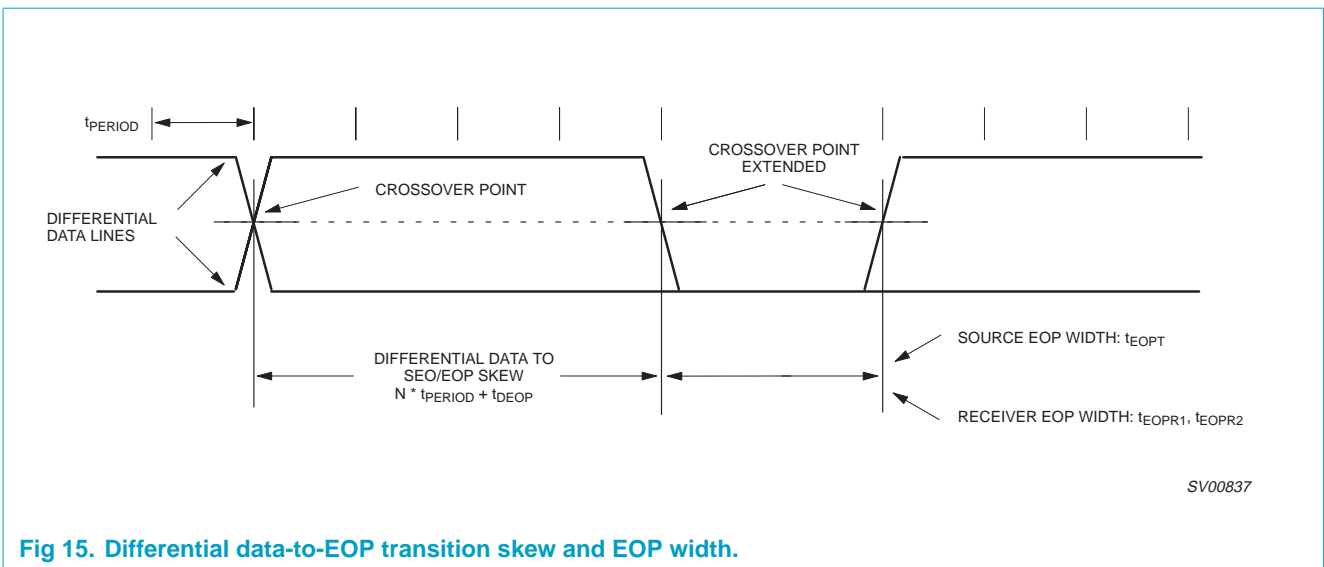 tPERIOD
CROSSOVER POINT
CROSSOVER POINT
EXTENDED
DIFFERENTIAL
DATA LINES
DIFFERENTIAL DATA TO
SEO/EOP SKEW
N * tPERIOD + tDEOP
SOURCE EOP WIDTH: tEOPT
RECEIVER EOP WIDTH: tEOPR1, tEOPR2
SV00837
Fig 15. Differential data-to-EOP transition skew and EOP width.